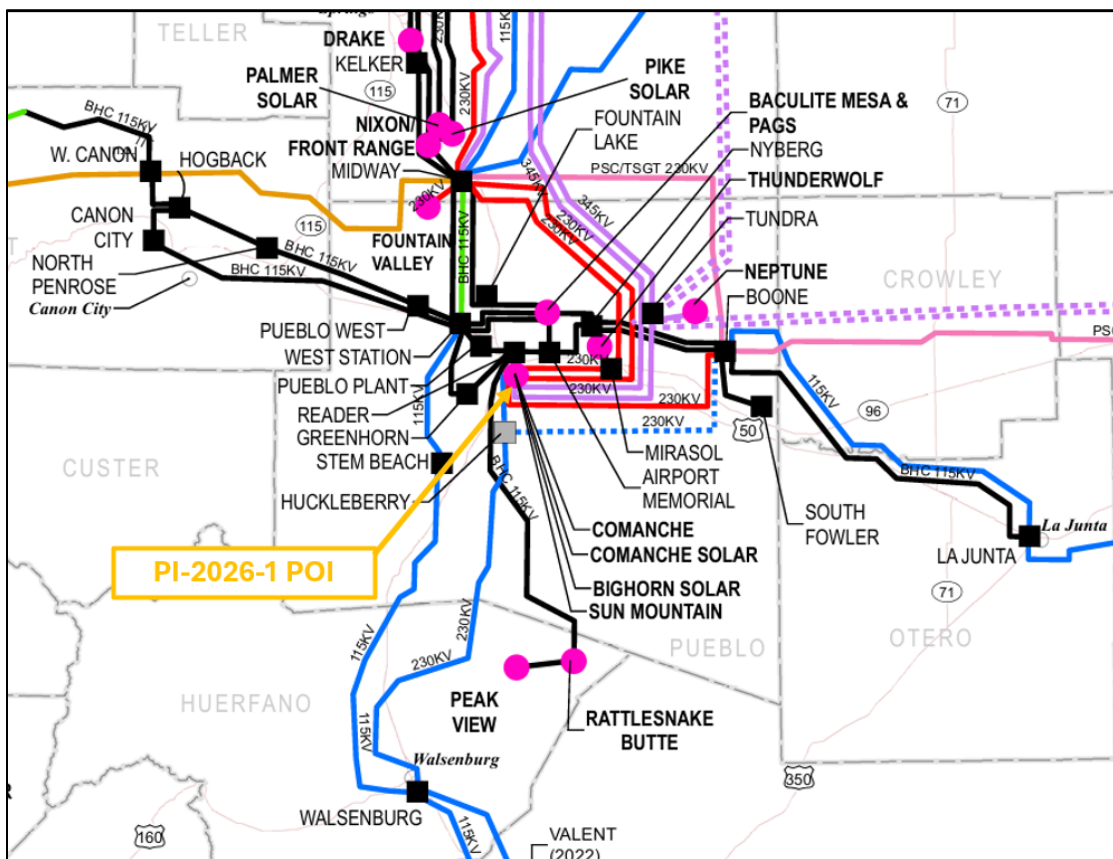 Springs
TELLER
DRAKE
KELKER
115
PALMER
SOLAR
PIKE
SOLAR
NIXON/
FRONT RANGE
MIDWAY
FOUNTAIN
LAKE
BACULITE MESA &
PAGS
NYBERG
THUNDERWOLF
TUNDRA
NEPTUNE
BOONE
71
CROWLEY
230KV
230KV
115KV
345KV
PSC/TSGT 230KV
345KV
230KV
230KV
230KV
BHC 115KV
W. CANON
HOGBACK
CANON
CITY
115
NORTH
PENROSE
Canon City
BHC 115KV
BHC 115KV
BHC 115KV
FOUNTAIN
VALLEY
PUEBLO WEST
WEST STATION
PUEBLO PLANT
READER
GREENHORN
STEM BEACH
HUCKLEBERRY
115KV
230KV
230KV
230KV
230KV
PSC
115KV
96
50
BHC 115KV
MIRASOL
AIRPORT
MEMORIAL
SOUTH
FOWLER
La Junta
LA JUNTA
71
CUSTER
BHC 115KV
COMANCHE
COMANCHE SOLAR
BIGHORN SOLAR
SUN MOUNTAIN
PI-2026-1 POI
PUEBLO
OTERO
115KV
230KV
HUERFANO
PEAK
VIEW
RATTLESNAKE
BUTTE
115KV
Walsenburg
WALSENBURG
350
160
VALENT
(2022)